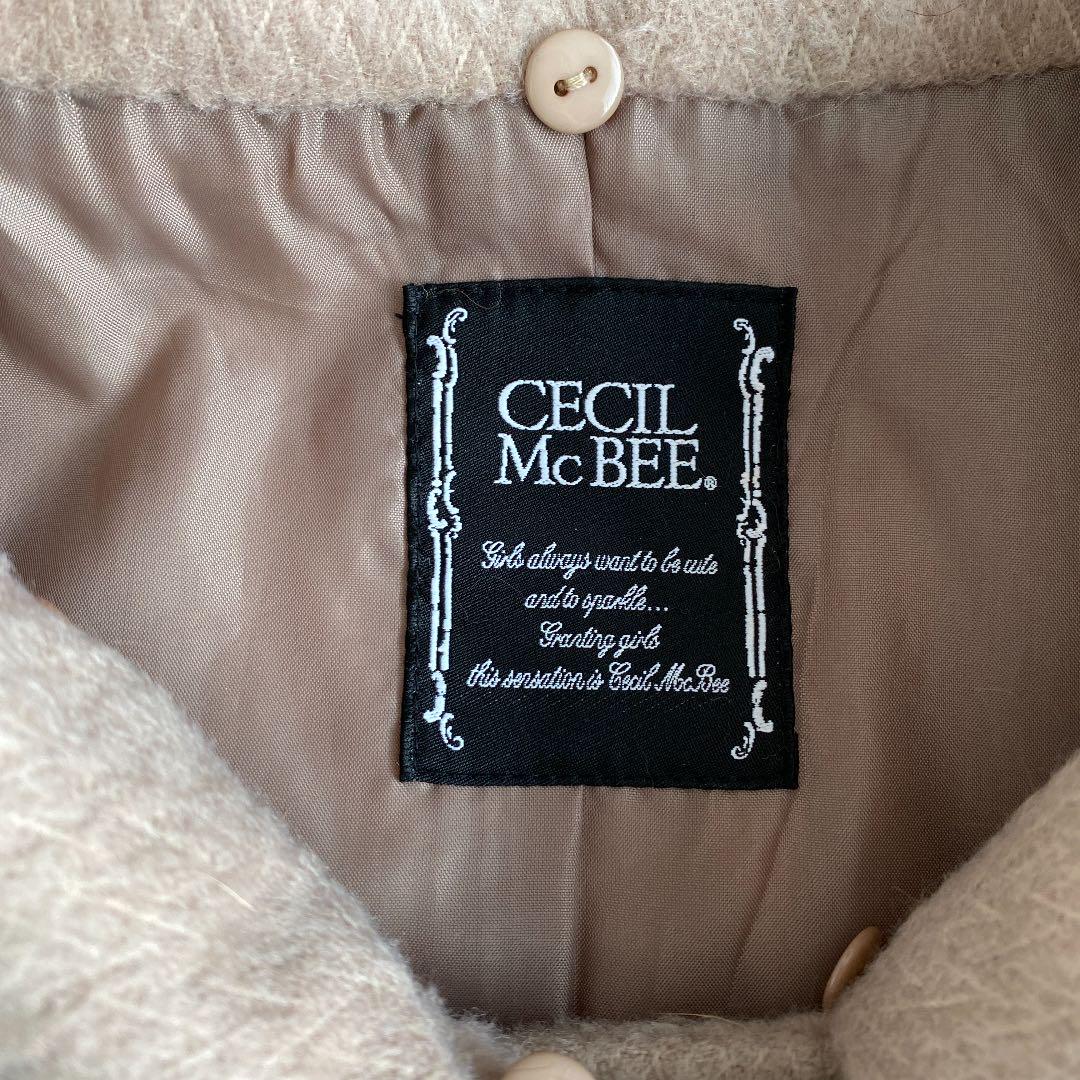 CECIL
McBEE®
Girls always want to be cute
and to sparkle...
Granting girls
this sensation is Cecil McBee